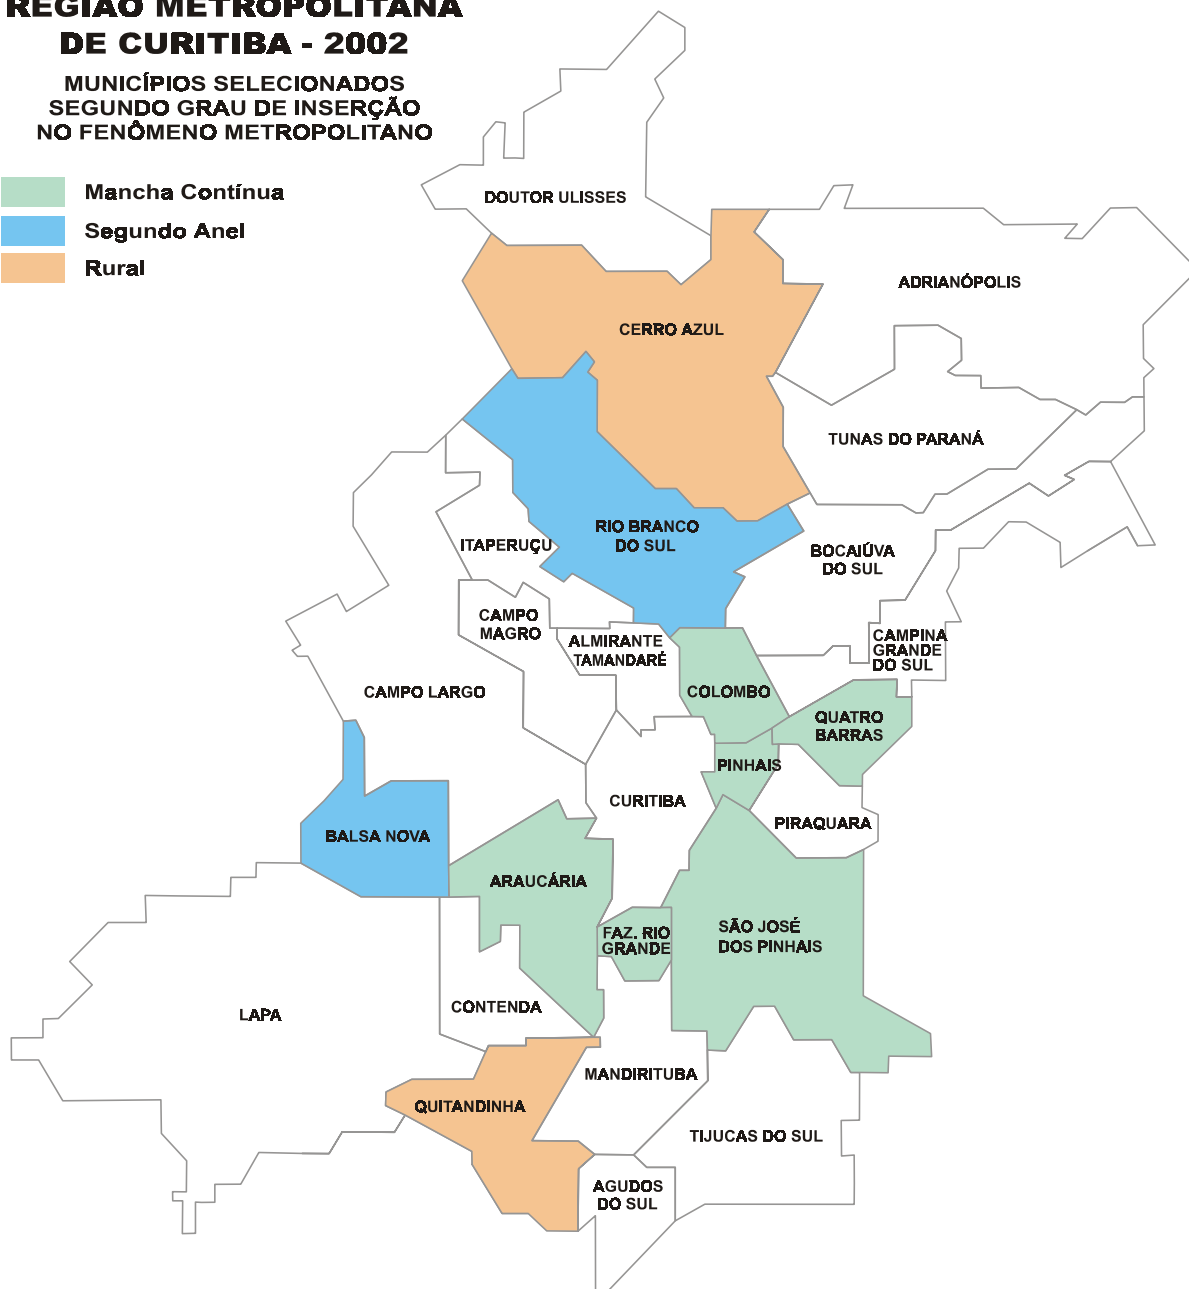 REGIÃO METROPOLITANA
DE CURITIBA - 2002
MUNICÍPIOS SELECIONADOS
SEGUNDO GRAU DE INSERÇÃO
NO FENÔMENO METROPOLITANO
Mancha Contínua
Segundo Anel
Rural
DOUTOR ULISSES
ADRIANÓPOLIS
CERRO AZUL
TUNAS DO PARANÁ
RIO BRANCO
DO SUL
ITAPERUÇU
BOCAIÚVA
DO SUL
CAMPO
MAGRO
ALMIRANTE
TAMANDARÉ
CAMPINA
GRANDE
DO SUL
CAMPO LARGO
COLOMBO
QUATRO
BARRAS
PINHAIS
CURITIBA
PIRAQUARA
BALSA NOVA
ARAUCÁRIA
FAZ. RIO
GRANDE
SÃO JOSÉ
DOS PINHAIS
CONTENDA
LAPA
MANDIRITUBA
QUITANDINHA
TIJUCAS DO SUL
AGUDOS
DO SUL